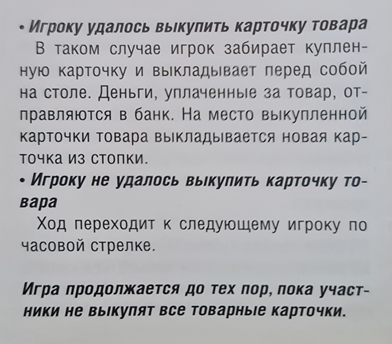 • Игроку удалось выкупить карточку товара
В таком случае игрок забирает куплен-
ную карточку и выкладывает перед собой
на столе. Деньги, уплаченные за товар, от-
правляются в банк. На место выкупленной
карточки товара выкладывается новая кар-
точка из стопки.
• Игроку не удалось выкупить карточку то-
вара
Ход переходит к следующему игроку по
часовой стрелке.
Игра продолжается до тех пор, пока участ-
ники не выкупят все товарные карточки.